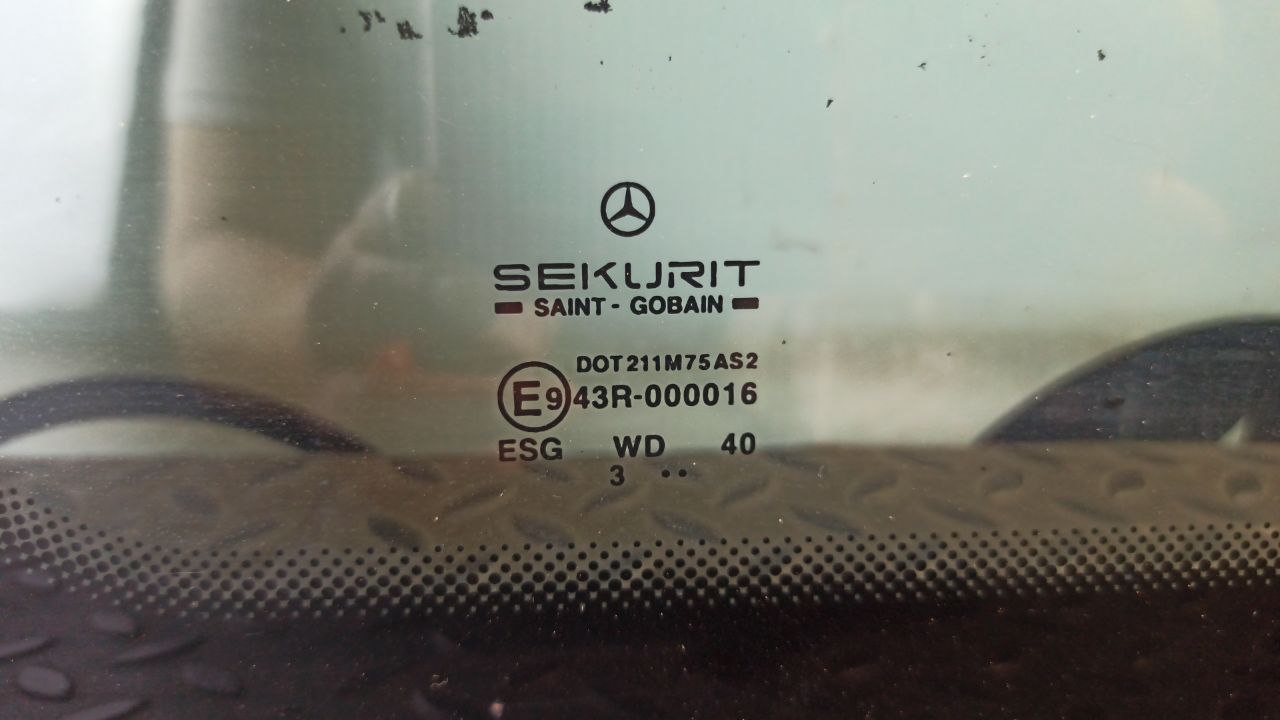 SEKURIT
SAINT - GOBAIN
DOT211M75AS2
E9 43R-000016
ESG WD 40
3 ••